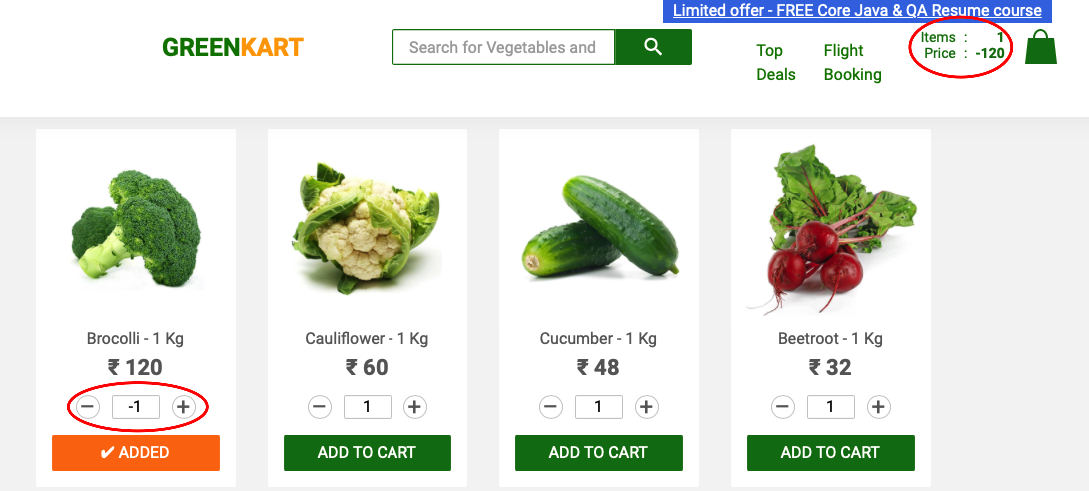 Limited offer - FREE Core Java & QA Resume course
GREENKART
Search for Vegetables and
Top Deals
Flight Booking
Items : 1
Price : -120
Brocolli - 1 Kg
₹ 120
− -1 +
✔ ADDED
Cauliflower - 1 Kg
₹ 60
− 1 +
ADD TO CART
Cucumber - 1 Kg
₹ 48
− 1 +
ADD TO CART
Beetroot - 1 Kg
₹ 32
− 1 +
ADD TO CART